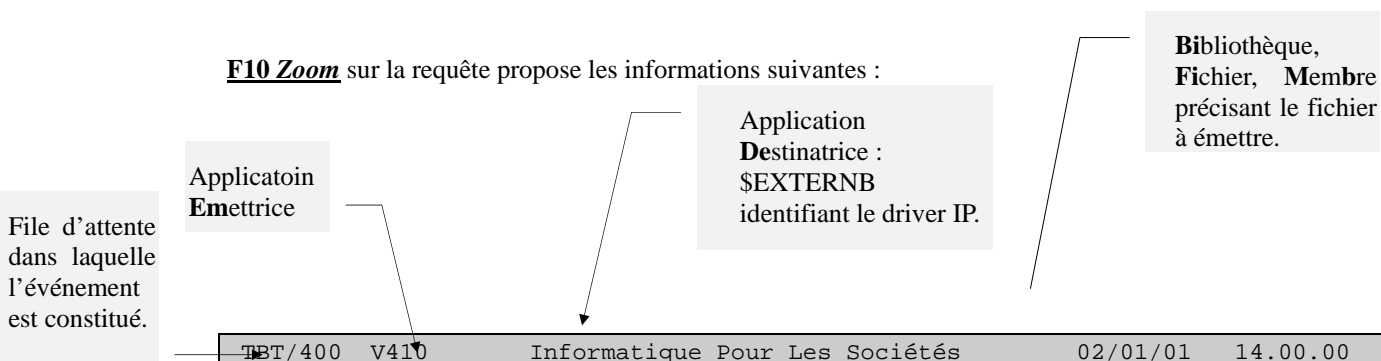 F10 Zoom sur la requête propose les informations suivantes :
Bibliothèque,
Fichier, Membre
précisant le fichier
à émettre.
Application
Destinatrice :
$EXTERNB
identifiant le driver IP.
Applicatoin
Emettrice
File d'attente
dans laquelle
l'événement
est constitué.
TBT/400 V410 Informatique Pour Les Sociétés 02/01/01 14.00.00